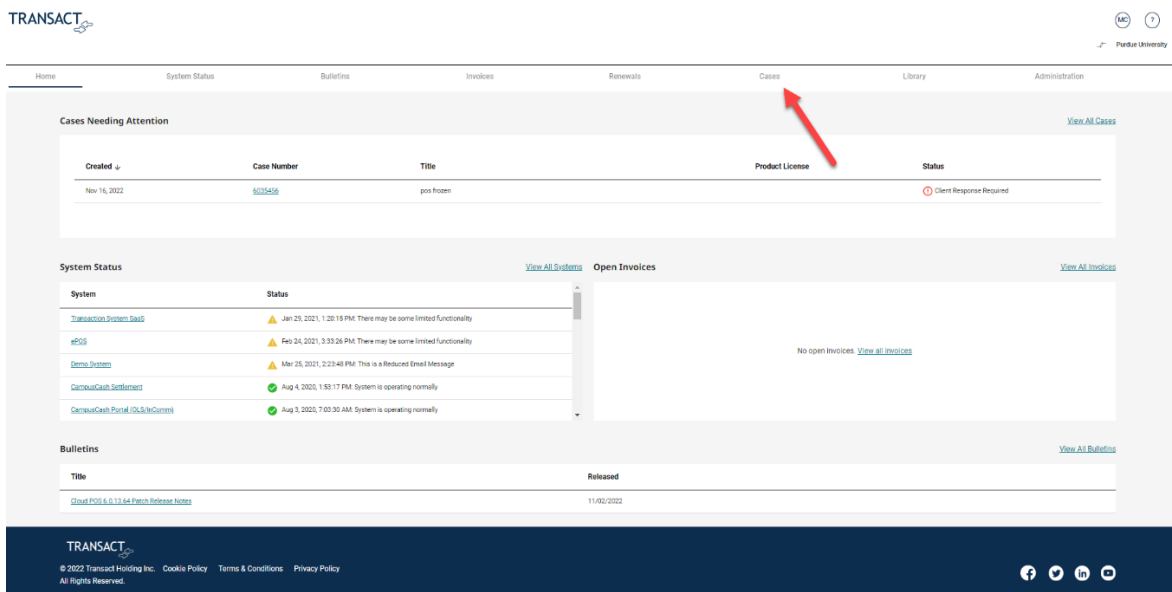 TRANSACT
MC ?
Purdue University
Home System Status Bulletins Invoices Renewals Cases Library Administration
Cases Needing Attention View All Cases
Created ↓ Case Number Title Product License Status
Nov 16, 2022 6035456 pos frozen Client Response Required
System Status View All Systems
System Status
Transaction System SaaS Jan 29, 2021, 1:20:15 PM: There may be some limited functionality
ePOS Feb 24, 2021, 3:33:26 PM: There may be some limited functionality
Demo System Mar 25, 2021, 2:23:48 PM: This is a Reduced Email Message
CampusCash Settlement Aug 4, 2020, 1:53:17 PM: System is operating normally
CampusCash Portal (OLS/InComm) Aug 3, 2020, 7:03:30 AM: System is operating normally
Open Invoices View All Invoices
No open invoices. View all invoices
Bulletins View All Bulletins
Title Released
Cloud POS 6.0.13.64 Patch Release Notes 11/02/2022
TRANSACT
© 2022 Transact Holding Inc. Cookie Policy Terms & Conditions Privacy Policy
All Rights Reserved.